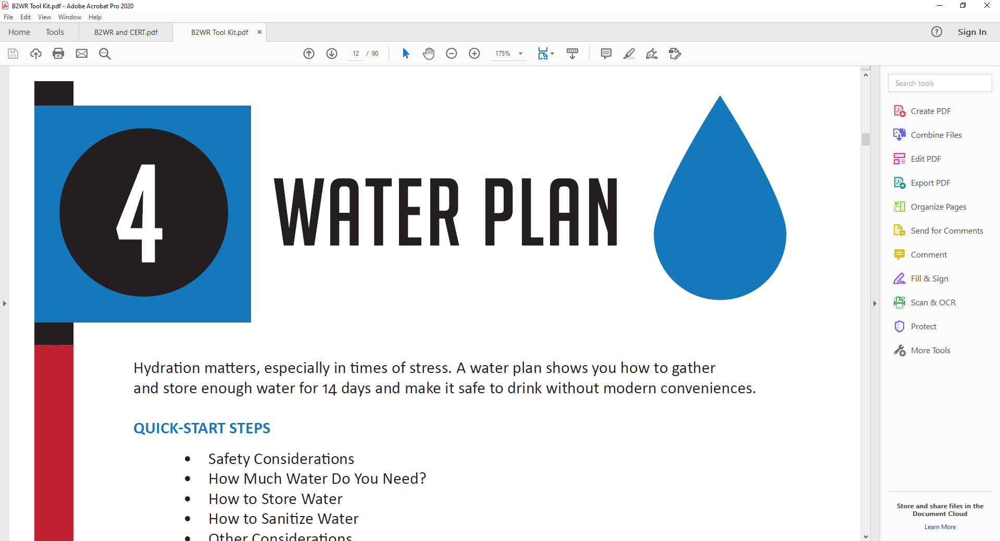 B2WR Tool Kit.pdf - Adobe Acrobat Pro 2020
File Edit View Window Help
Home Tools B2WR and CERT.pdf B2WR Tool Kit.pdf × ? Sign In
12 / 90 175%
Search tools
Create PDF
Combine Files
Edit PDF
Export PDF
Organize Pages
Send for Comments
Comment
Fill & Sign
Scan & OCR
Protect
More Tools
Store and share files in the
Document Cloud
Learn More
4
WATER PLAN
Hydration matters, especially in times of stress. A water plan shows you how to gather
and store enough water for 14 days and make it safe to drink without modern conveniences.
QUICK-START STEPS
• Safety Considerations
• How Much Water Do You Need?
• How to Store Water
• How to Sanitize Water
• Other Considerations